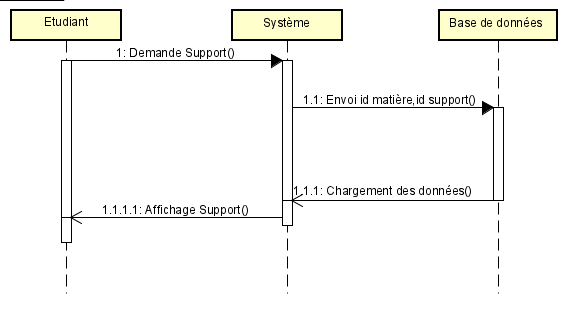 Etudiant
Système
Base de données
1: Demande Support()
1.1: Envoi id matière,id support()
1.1.1: Chargement des données()
1.1.1.1: Affichage Support()